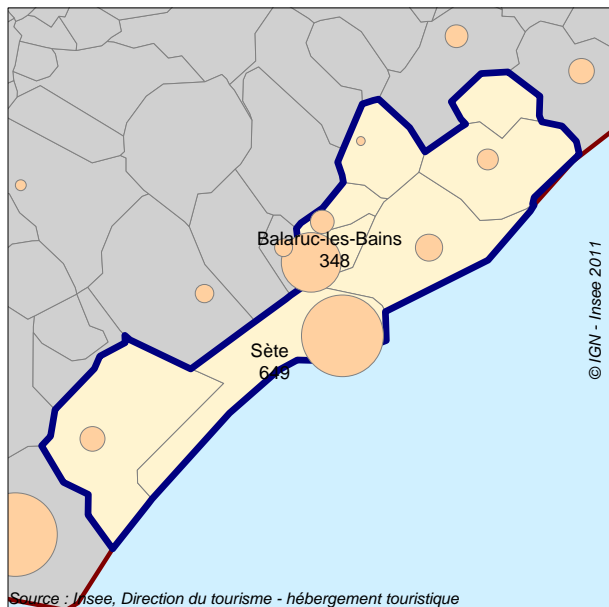 Balaruc-les-Bains
348
Sète
649
© IGN - Insee 2011
Source : Insee, Direction du tourisme - hébergement touristique